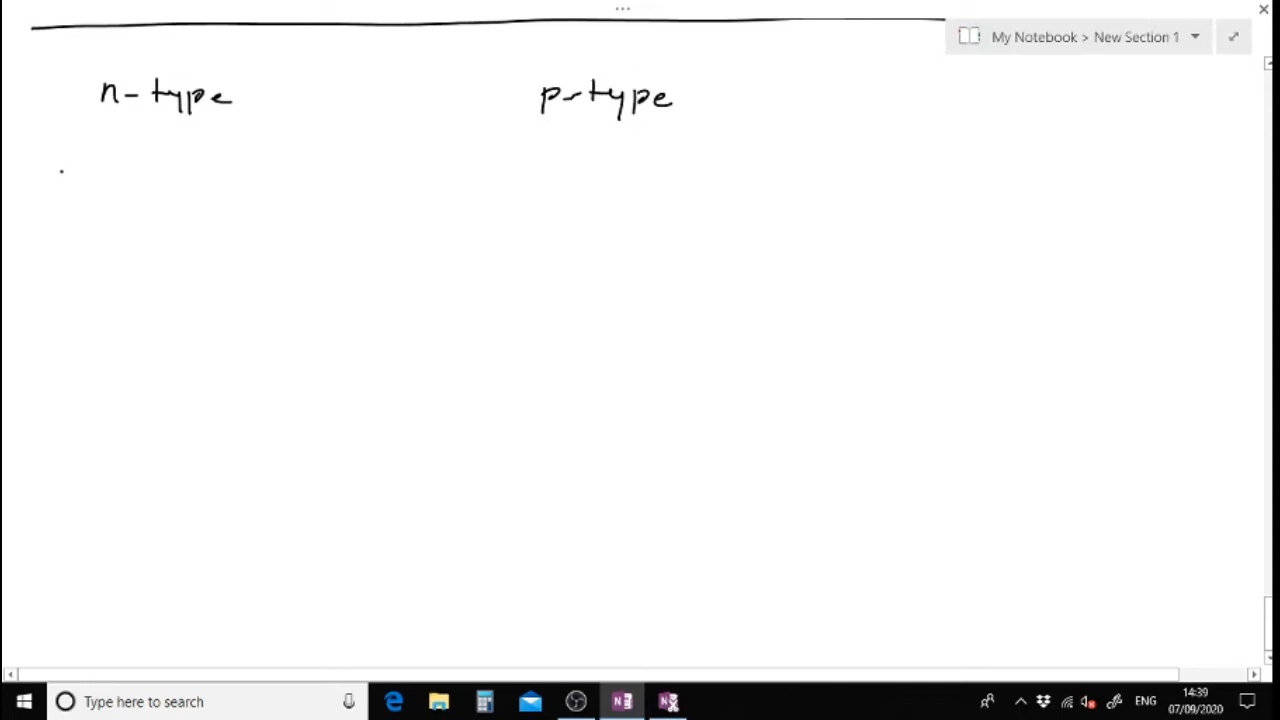 My Notebook > New Section 1
n-type p-type
Type here to search
ENG
14:39
07/09/2020